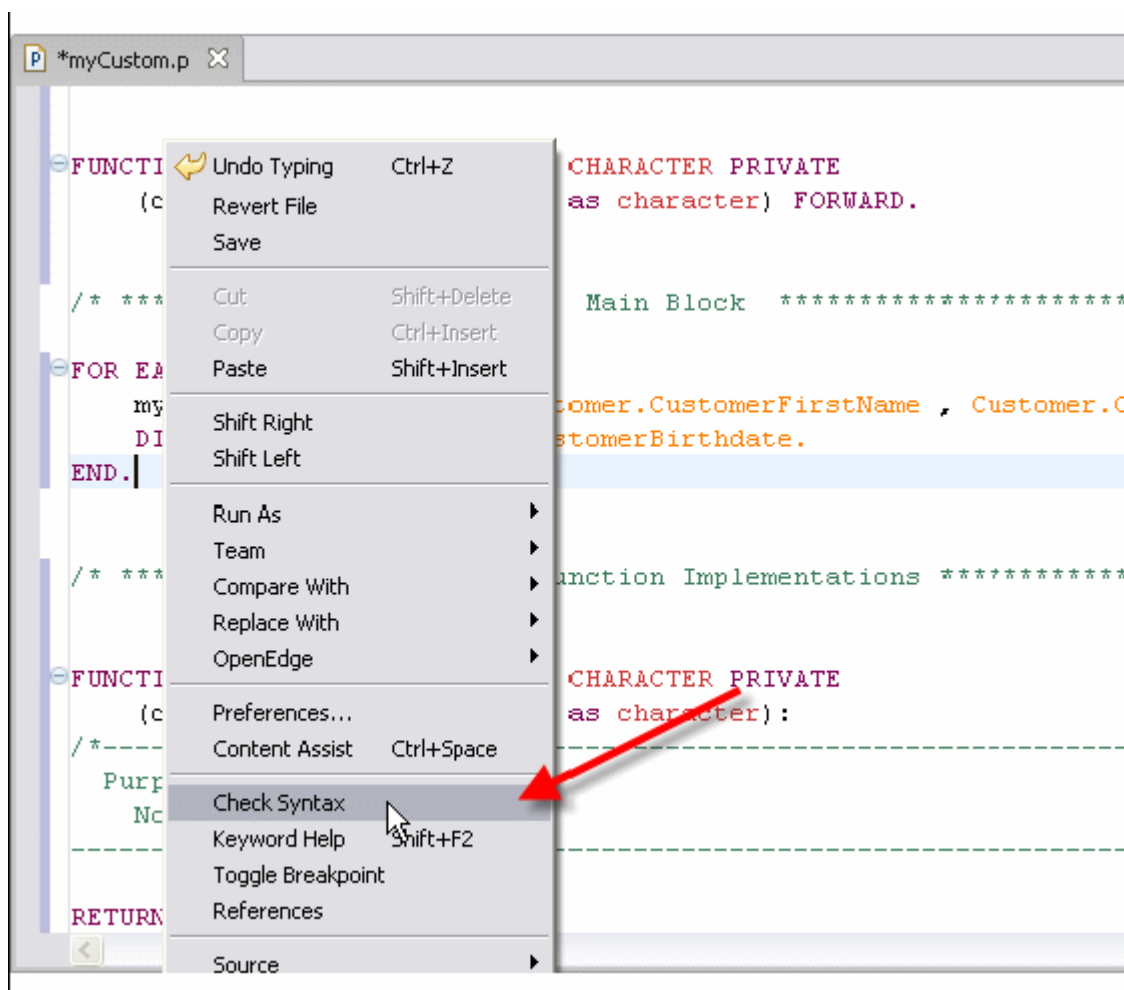 *myCustom.p
FUNCTI
(c
/* ***
FOR EA
my
DI
END.
/* ***
FUNCTI
(c
/*----
Purp
No
RETURN
Undo Typing Ctrl+Z
Revert File
Save
Cut Shift+Delete
Copy Ctrl+Insert
Paste Shift+Insert
Shift Right
Shift Left
Run As
Team
Compare With
Replace With
OpenEdge
Preferences...
Content Assist Ctrl+Space
Check Syntax
Keyword Help Shift+F2
Toggle Breakpoint
References
Source
CHARACTER PRIVATE
as character) FORWARD.
Main Block **********************
tomer.CustomerFirstName , Customer.C
stomerBirthdate.
unction Implementations ************
CHARACTER PRIVATE
as character):